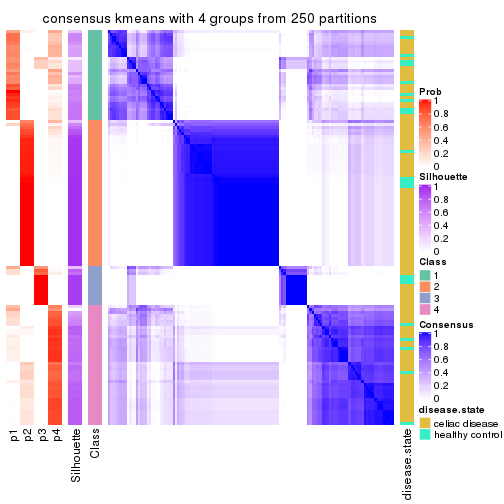 consensus kmeans with 4 groups from 250 partitions
Prob
1
0.8
0.6
0.4
0.2
0
Silhouette
1
0.8
0.6
0.4
0.2
0
Class
1
2
3
4
Consensus
1
0.8
0.6
0.4
0.2
0
disease.state
celiac disease
healthy control
p1
p2
p3
p4
Silhouette
Class
disease.state